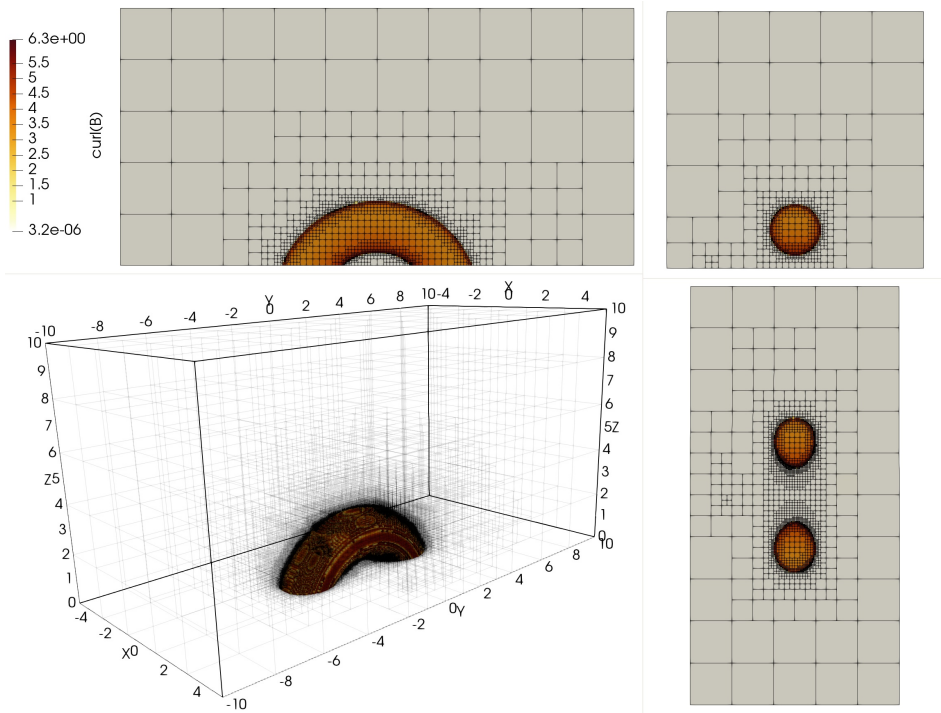 6.3e+00
5.5
5
4.5
4
3.5
3
2.5
2
1.5
1
3.2e-06
curl(B)
Y
X
-10 -8 -6 -4 -2 0 2 4 6 8 10 -4 -2 0 2 4 10
10 9 8 7 6 Z5 4 3 2 1 0
9 8 7 6 5Z 4 3 2 1 0
-4 -2 X0 2 4
-10 -8 -6 -4 -2 0Y 2 4 6 8 10